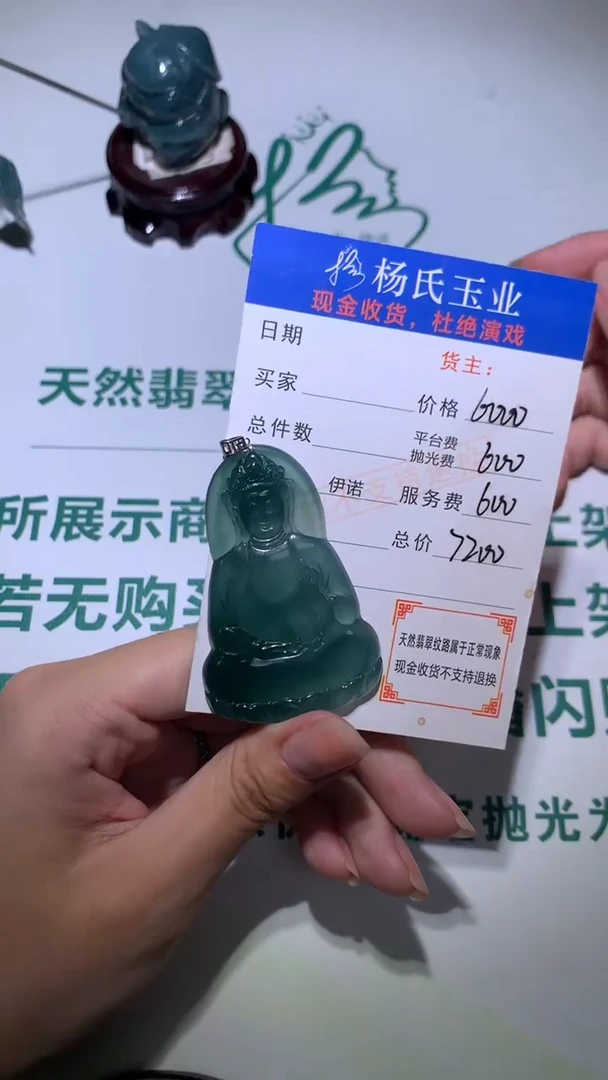 杨氏玉业
现金收货，杜绝演戏
日期
货主：
买家
价格 6000
总件数
平台费
抛光费 600
伊诺
服务费 600
总价 7200
天然翡翠纹路属于正常现象
现金收货不支持退换
天然翡翠
所展示商
上架
若无购买
上架
闪购
抛光